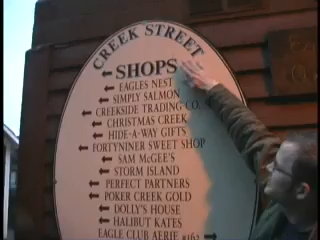 CREEK STREET
SHOPS
EAGLES NEST
SIMPLY SALMON
CREEKSIDE TRADING CO.
CHRISTMAS CREEK
HIDE-A-WAY GIFTS
FORTYNINER SWEET SHOP
SAM McGEE'S
STORM ISLAND
PERFECT PARTNERS
POKER CREEK GOLD
DOLLY'S HOUSE
HALIBUT KATES
EAGLE CLUB AERIE #162